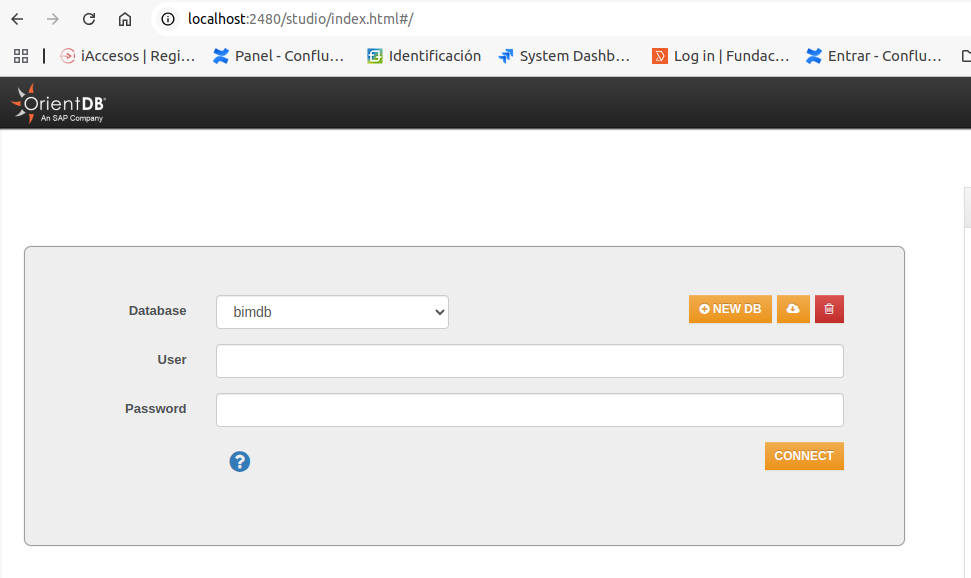 localhost:2480/studio/index.html#/
iAccesos | Regi... Panel - Conflu... Identificación System Dashb... Log in | Fundac... Entrar - Conflu...
OrientDB®
An SAP Company
Database bimdb NEW DB
User
Password
? CONNECT